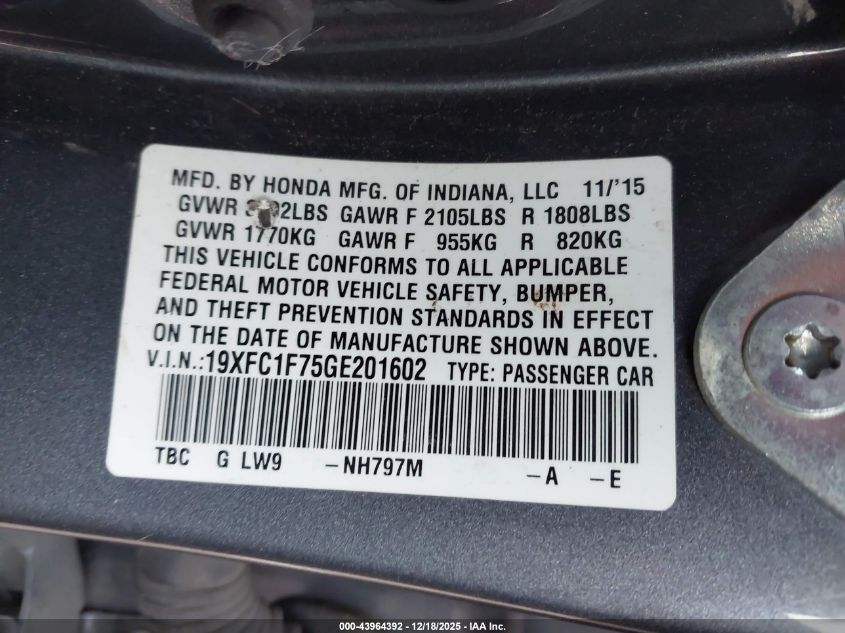 MFD. BY HONDA MFG. OF INDIANA, LLC 11/'15
GVWR LBS GAWR F 2105LBS R 1808LBS
GVWR 1770KG GAWR F 955KG R 820KG
THIS VEHICLE CONFORMS TO ALL APPLICABLE
FEDERAL MOTOR VEHICLE SAFETY, BUMPER,
AND THEFT PREVENTION STANDARDS IN EFFECT
ON THE DATE OF MANUFACTURE SHOWN ABOVE.
V.I.N.:19XFC1F75GE201602 TYPE: PASSENGER CAR
TBC G LW9 -NH797M -A -E
000-43964392 - 12/18/2025 - IAA Inc.